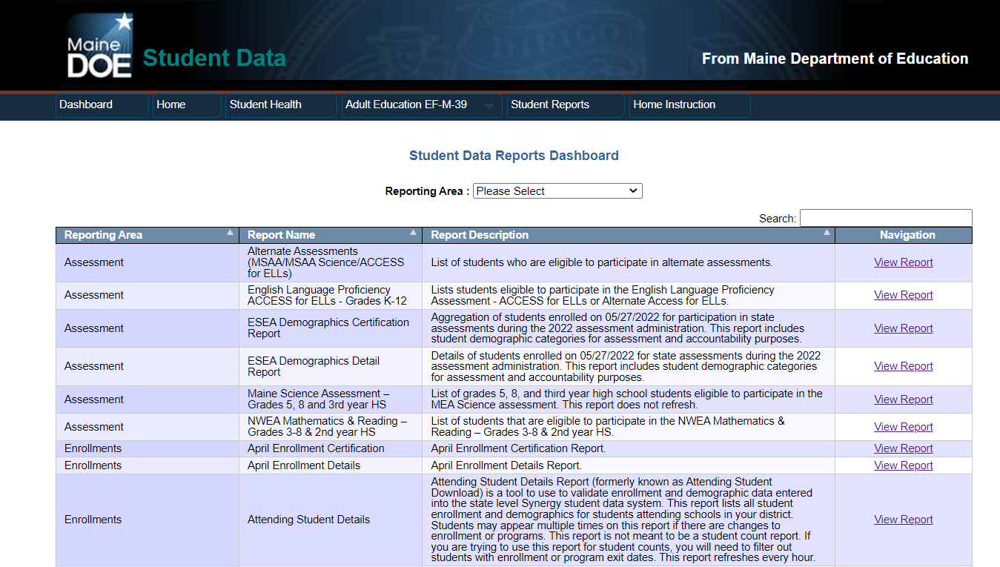 Maine
DOE
Student Data
DIRIGO
From Maine Department of Education
Dashboard
Home
Student Health
Adult Education EF-M-39
Student Reports
Home Instruction
Student Data Reports Dashboard
Reporting Area : Please Select
Search:
Reporting Area
Report Name
Report Description
Navigation
Assessment
Alternate Assessments
(MSAA/MSAA Science/ACCESS
for ELLs)
List of students who are eligible to participate in alternate assessments.
View Report
Assessment
English Language Proficiency
ACCESS for ELLs - Grades K-12
Lists students eligible to participate in the English Language Proficiency
Assessment - ACCESS for ELLs or Alternate Access for ELLs.
View Report
Assessment
ESEA Demographics Certification
Report
Aggregation of students enrolled on 05/27/2022 for participation in state
assessments during the 2022 assessment administration. This report includes
student demographic categories for assessment and accountability purposes.
View Report
Assessment
ESEA Demographics Detail
Report
Details of students enrolled on 05/27/2022 for state assessments during the 2022
assessment administration. This report includes student demographic categories
for assessment and accountability purposes.
View Report
Assessment
Maine Science Assessment –
Grades 5, 8 and 3rd year HS
List of grades 5, 8, and third year high school students eligible to participate in the
MEA Science assessment. This report does not refresh.
View Report
Assessment
NWEA Mathematics & Reading –
Grades 3-8 & 2nd year HS
List of students that are eligible to participate in the NWEA Mathematics &
Reading – Grades 3-8 & 2nd year HS.
View Report
Enrollments
April Enrollment Certification
April Enrollment Certification Report.
View Report
Enrollments
April Enrollment Details
April Enrollment Details Report.
View Report
Enrollments
Attending Student Details
Attending Student Details Report (formerly known as Attending Student
Download) is a tool to use to validate enrollment and demographic data entered
into the state level Synergy student data system. This report lists all student
enrollment and demographics for students attending schools in your district.
Students may appear multiple times on this report if there are changes to
enrollment or programs. This report is not meant to be a student count report. If
you are trying to use this report for student counts, you will need to filter out
students with enrollment or program exit dates. This report refreshes every hour.
View Report